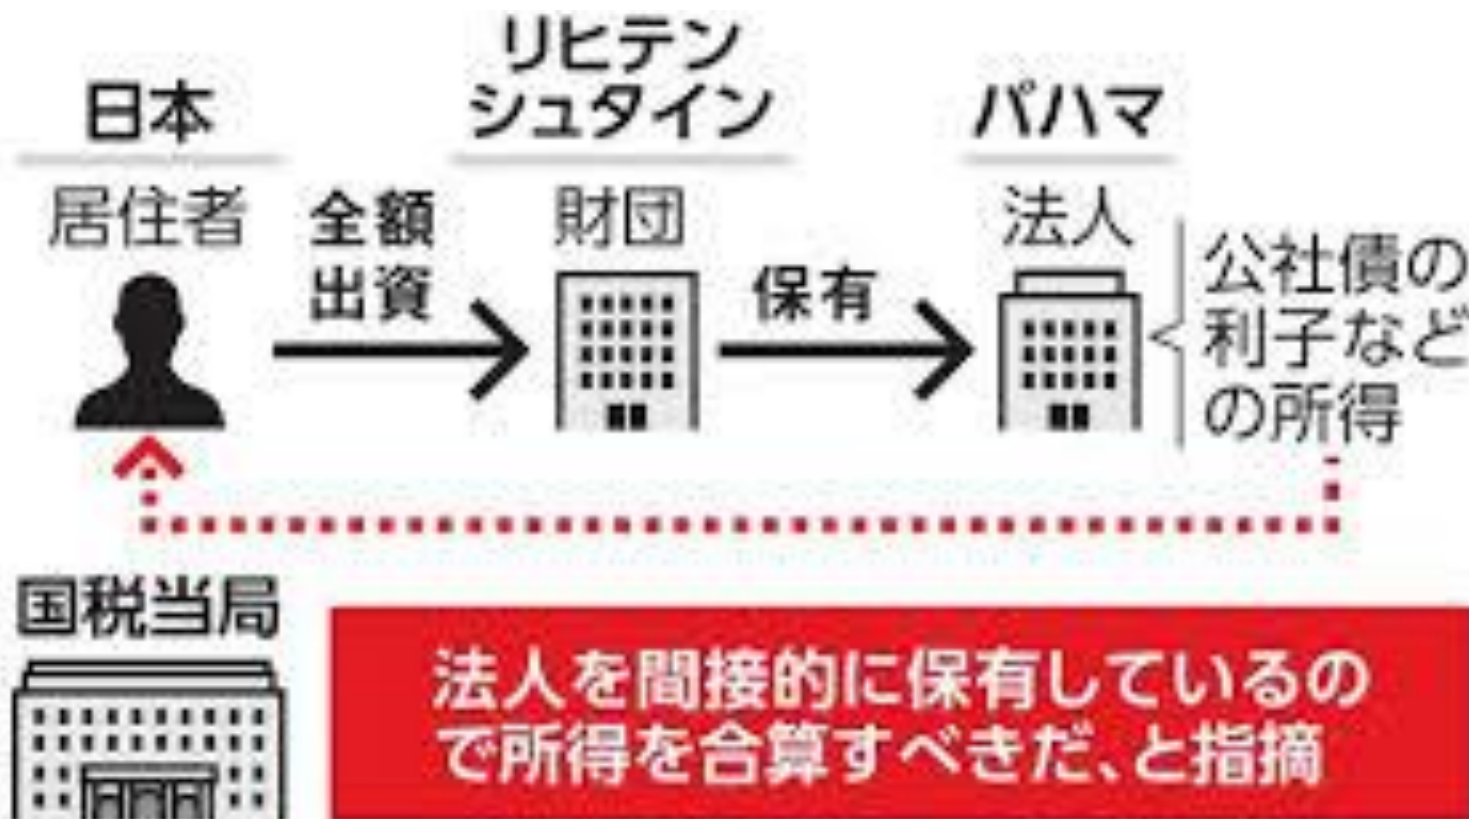 日本
居住者
全額
出資
リヒテン
シュタイン
財団
保有
バハマ
法人
公社債の
利子など
の所得
国税当局
法人を間接的に保有しているの
で所得を合算すべきだ、と指摘